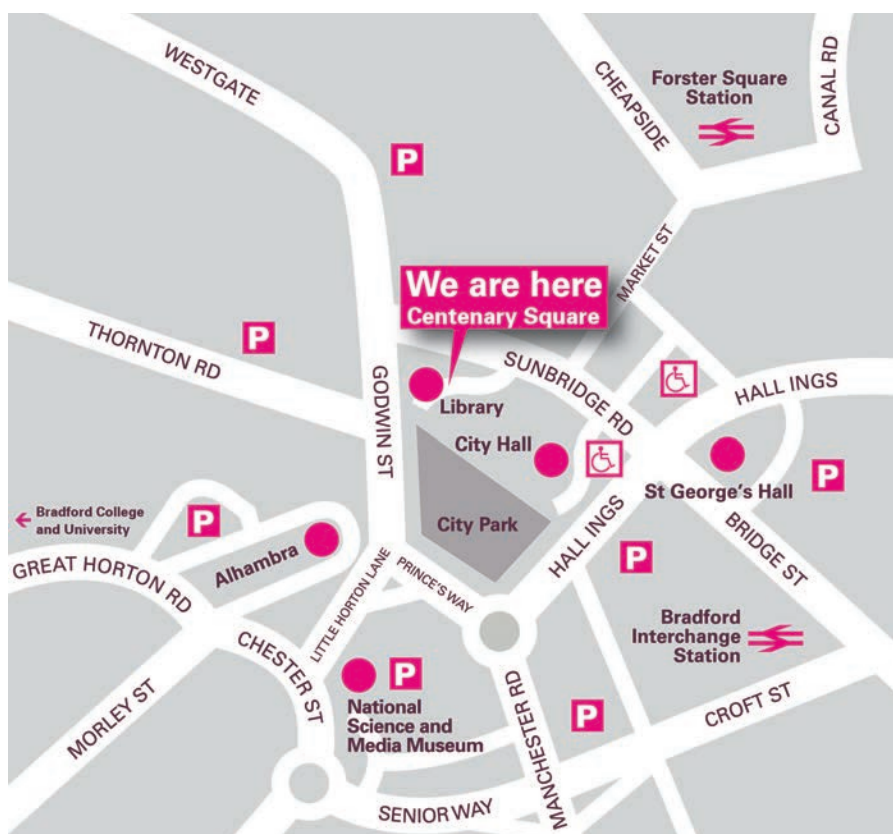 WESTGATE
CHEAPSIDE
Forster Square
Station
CANAL RD
P
MARKET ST
We are here
Centenary Square
THORNTON RD
P
GODWIN ST
SUNBRIDGE RD
HALL INGS
Library
City Hall
St George's Hall
P
Bradford College
and University
P
Alhambra
City Park
HALL INGS
BRIDGE ST
GREAT HORTON RD
LITTLE HORTON LANE
PRINCE'S WAY
P
Bradford
Interchange
Station
CHESTER ST
MORLEY ST
P
National
Science and
Media Museum
MANCHESTER RD
P
CROFT ST
SENIOR WAY